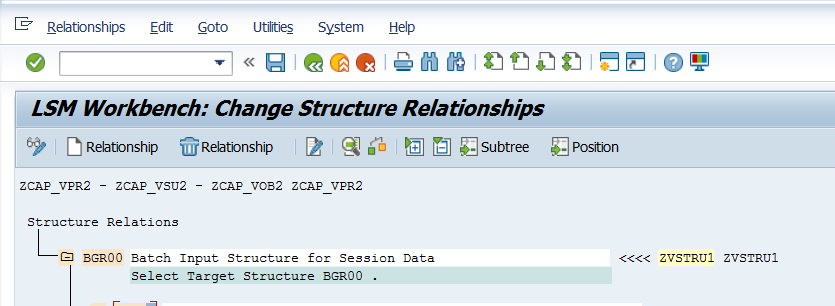 Relationships Edit Goto Utilities System Help
LSM Workbench: Change Structure Relationships
Relationship Relationship Subtree Position
ZCAP_VPR2 - ZCAP_VSU2 - ZCAP_VOB2 ZCAP_VPR2
Structure Relations
BGR00 Batch Input Structure for Session Data <<<< ZVSTRU1 ZVSTRU1
Select Target Structure BGR00 .